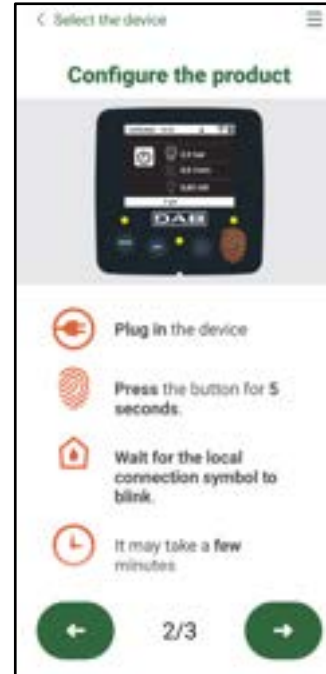 Select the device
Configure the product
DAB
Plug in the device
Press the button for 5
seconds.
Wait for the local
connection symbol to
blink.
It may take a few
minutes
2/3